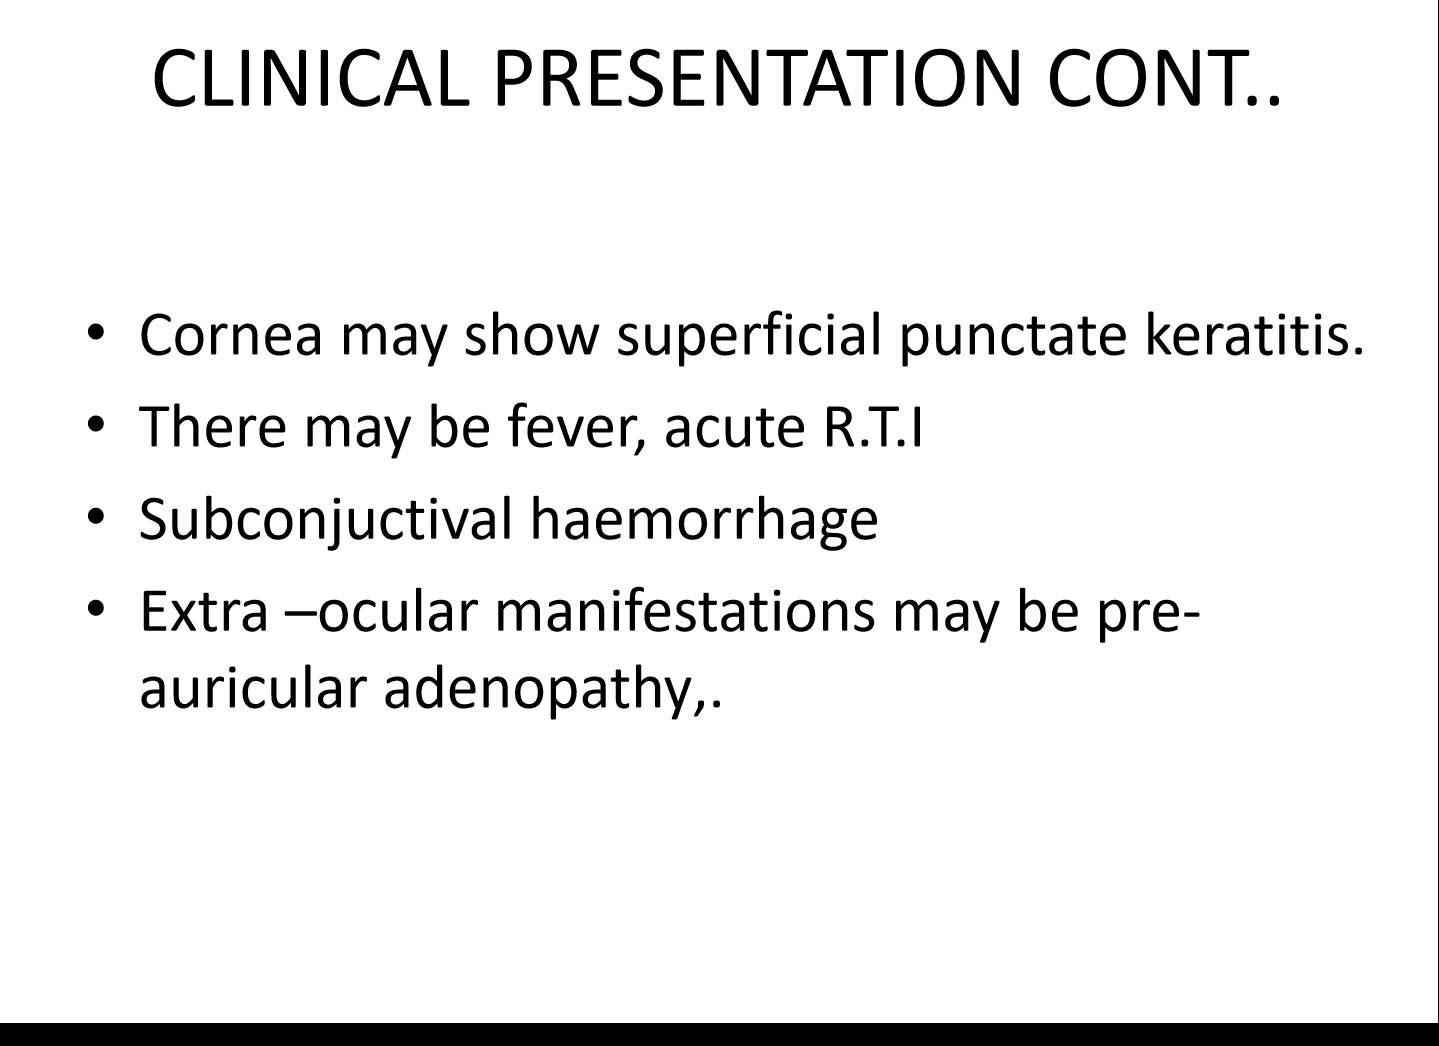 CLINICAL PRESENTATION CONT..
• Cornea may show superficial punctate keratitis.
• There may be fever, acute R.T.I
• Subconjuctival haemorrhage
• Extra –ocular manifestations may be pre-
auricular adenopathy,.